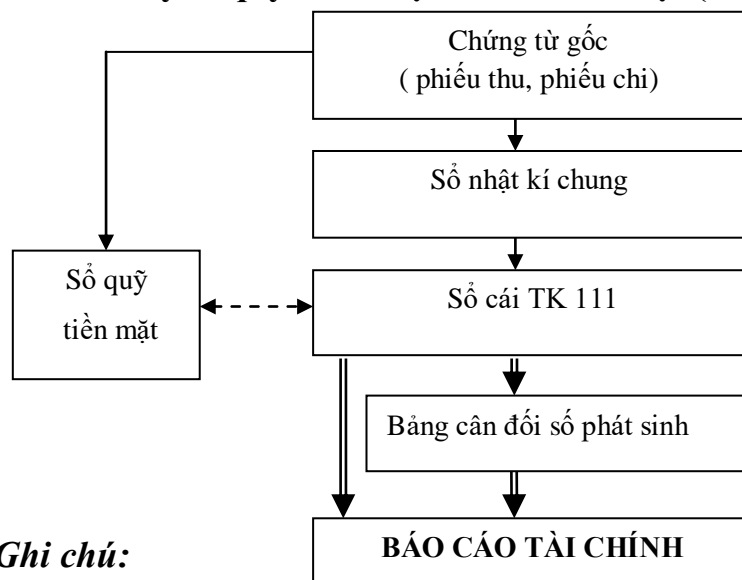 Chứng từ gốc
( phiếu thu, phiếu chi)
Sổ nhật kí chung
Sổ quỹ
tiền mặt
Sổ cái TK 111
Bảng cân đối số phát sinh
BÁO CÁO TÀI CHÍNH
Ghi chú: